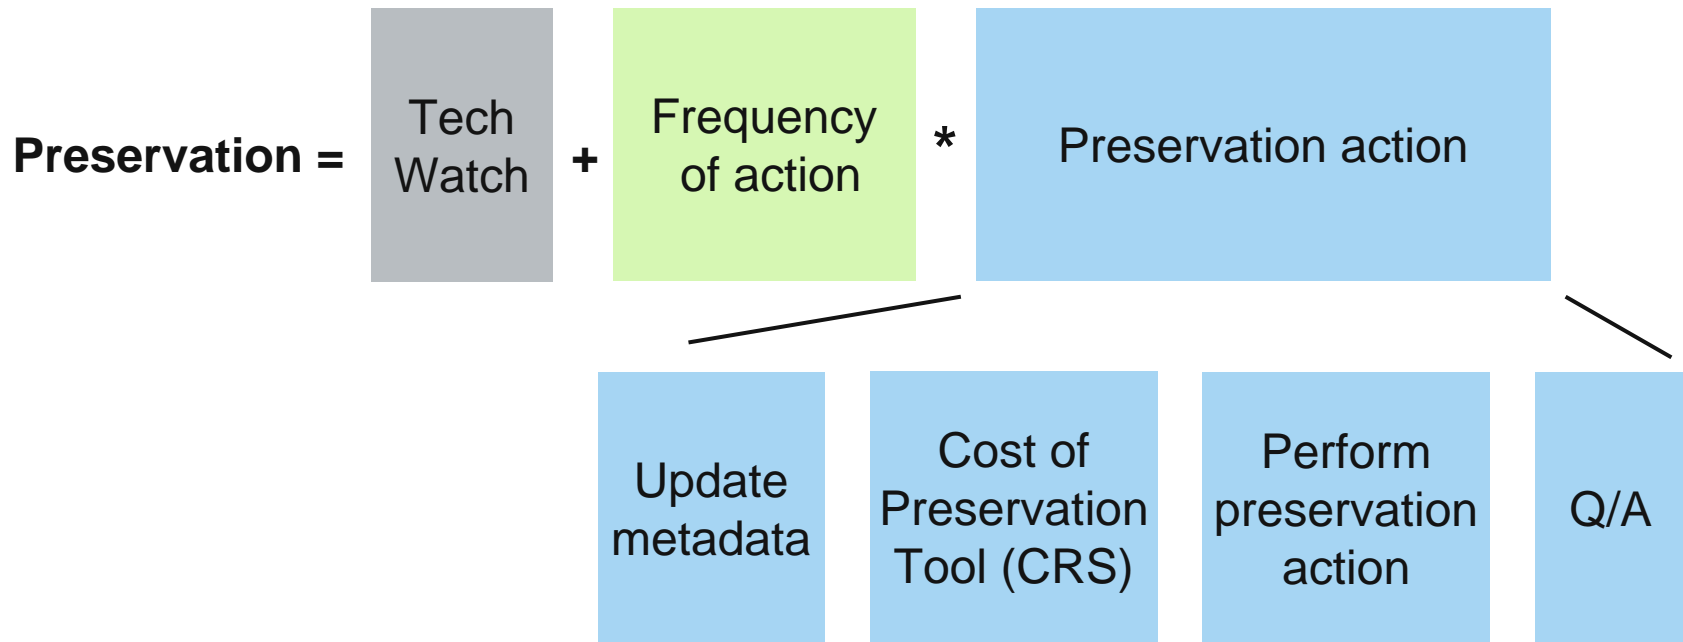 Preservation =
Tech
Watch
+
Frequency
of action
*
Preservation action
Update
metadata
Cost of
Preservation
Tool (CRS)
Perform
preservation
action
Q/A